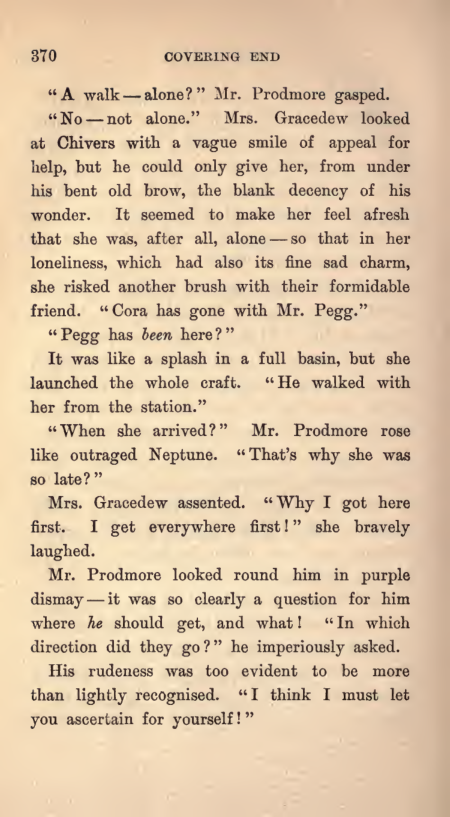 370 COVERING END
"A walk — alone?" Mr. Prodmore gasped.
"No — not alone." Mrs. Gracedew looked
at Chivers with a vague smile of appeal for
help, but he could only give her, from under
his bent old brow, the blank decency of his
wonder. It seemed to make her feel afresh
that she was, after all, alone — so that in her
loneliness, which had also its fine sad charm,
she risked another brush with their formidable
friend. "Cora has gone with Mr. Pegg."
"Pegg has been here?"
It was like a splash in a full basin, but she
launched the whole craft. "He walked with
her from the station."
"When she arrived?" Mr. Prodmore rose
like outraged Neptune. "That's why she was
so late?"
Mrs. Gracedew assented. "Why I got here
first. I get everywhere first!" she bravely
laughed.
Mr. Prodmore looked round him in purple
dismay — it was so clearly a question for him
where he should get, and what! "In which
direction did they go?" he imperiously asked.
His rudeness was too evident to be more
than lightly recognised. "I think I must let
you ascertain for yourself!"